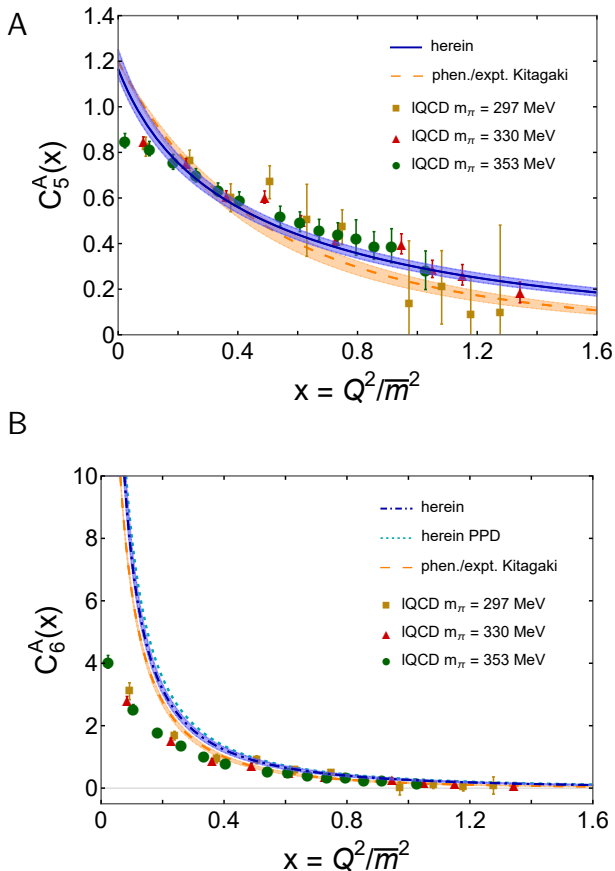 A
1.4
1.2
1.0
0.8
0.6
0.4
0.2
0
C₅ᴬ(x)
herein
phen./expt. Kitagaki
lQCD mπ = 297 MeV
lQCD mπ = 330 MeV
lQCD mπ = 353 MeV
0 0.4 0.8 1.2 1.6
x = Q²/m̅²
B
10
8
6
4
2
0
C₆ᴬ(x)
herein
herein PPD
phen./expt. Kitagaki
lQCD mπ = 297 MeV
lQCD mπ = 330 MeV
lQCD mπ = 353 MeV
0 0.4 0.8 1.2 1.6
x = Q²/m̅²